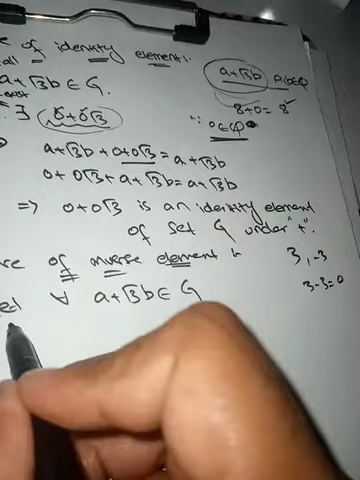 of identity element:
a+√3b a,b∈Q
a+√3b ∈ G.
8+0=8
∃ 0+0√3
∵ 0∈Q
a+√3b+0+0√3=a+√3b
0+0√3+a+√3b=a+√3b
⇒ 0+0√3 is an identity element
of set G under "+".
of inverse element
3,-3
3-3=0
∀ a+√3b∈G